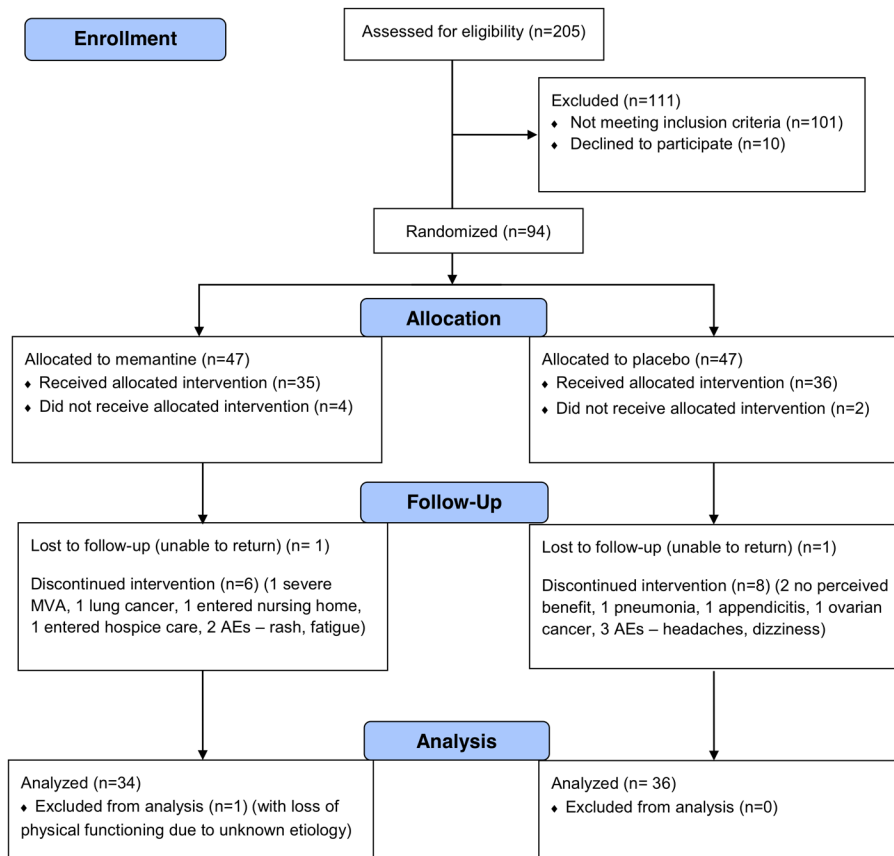 Enrollment
Assessed for eligibility (n=205)
Excluded (n=111)
♦ Not meeting inclusion criteria (n=101)
♦ Declined to participate (n=10)
Randomized (n=94)
Allocation
Allocated to memantine (n=47)
♦ Received allocated intervention (n=35)
♦ Did not receive allocated intervention (n=4)
Allocated to placebo (n=47)
♦ Received allocated intervention (n=36)
♦ Did not receive allocated intervention (n=2)
Follow-Up
Lost to follow-up (unable to return) (n= 1)
Discontinued intervention (n=6) (1 severe
MVA, 1 lung cancer, 1 entered nursing home,
1 entered hospice care, 2 AEs – rash, fatigue)
Lost to follow-up (unable to return) (n=1)
Discontinued intervention (n=8) (2 no perceived
benefit, 1 pneumonia, 1 appendicitis, 1 ovarian
cancer, 3 AEs – headaches, dizziness)
Analysis
Analyzed (n=34)
♦ Excluded from analysis (n=1) (with loss of
physical functioning due to unknown etiology)
Analyzed (n= 36)
♦ Excluded from analysis (n=0)